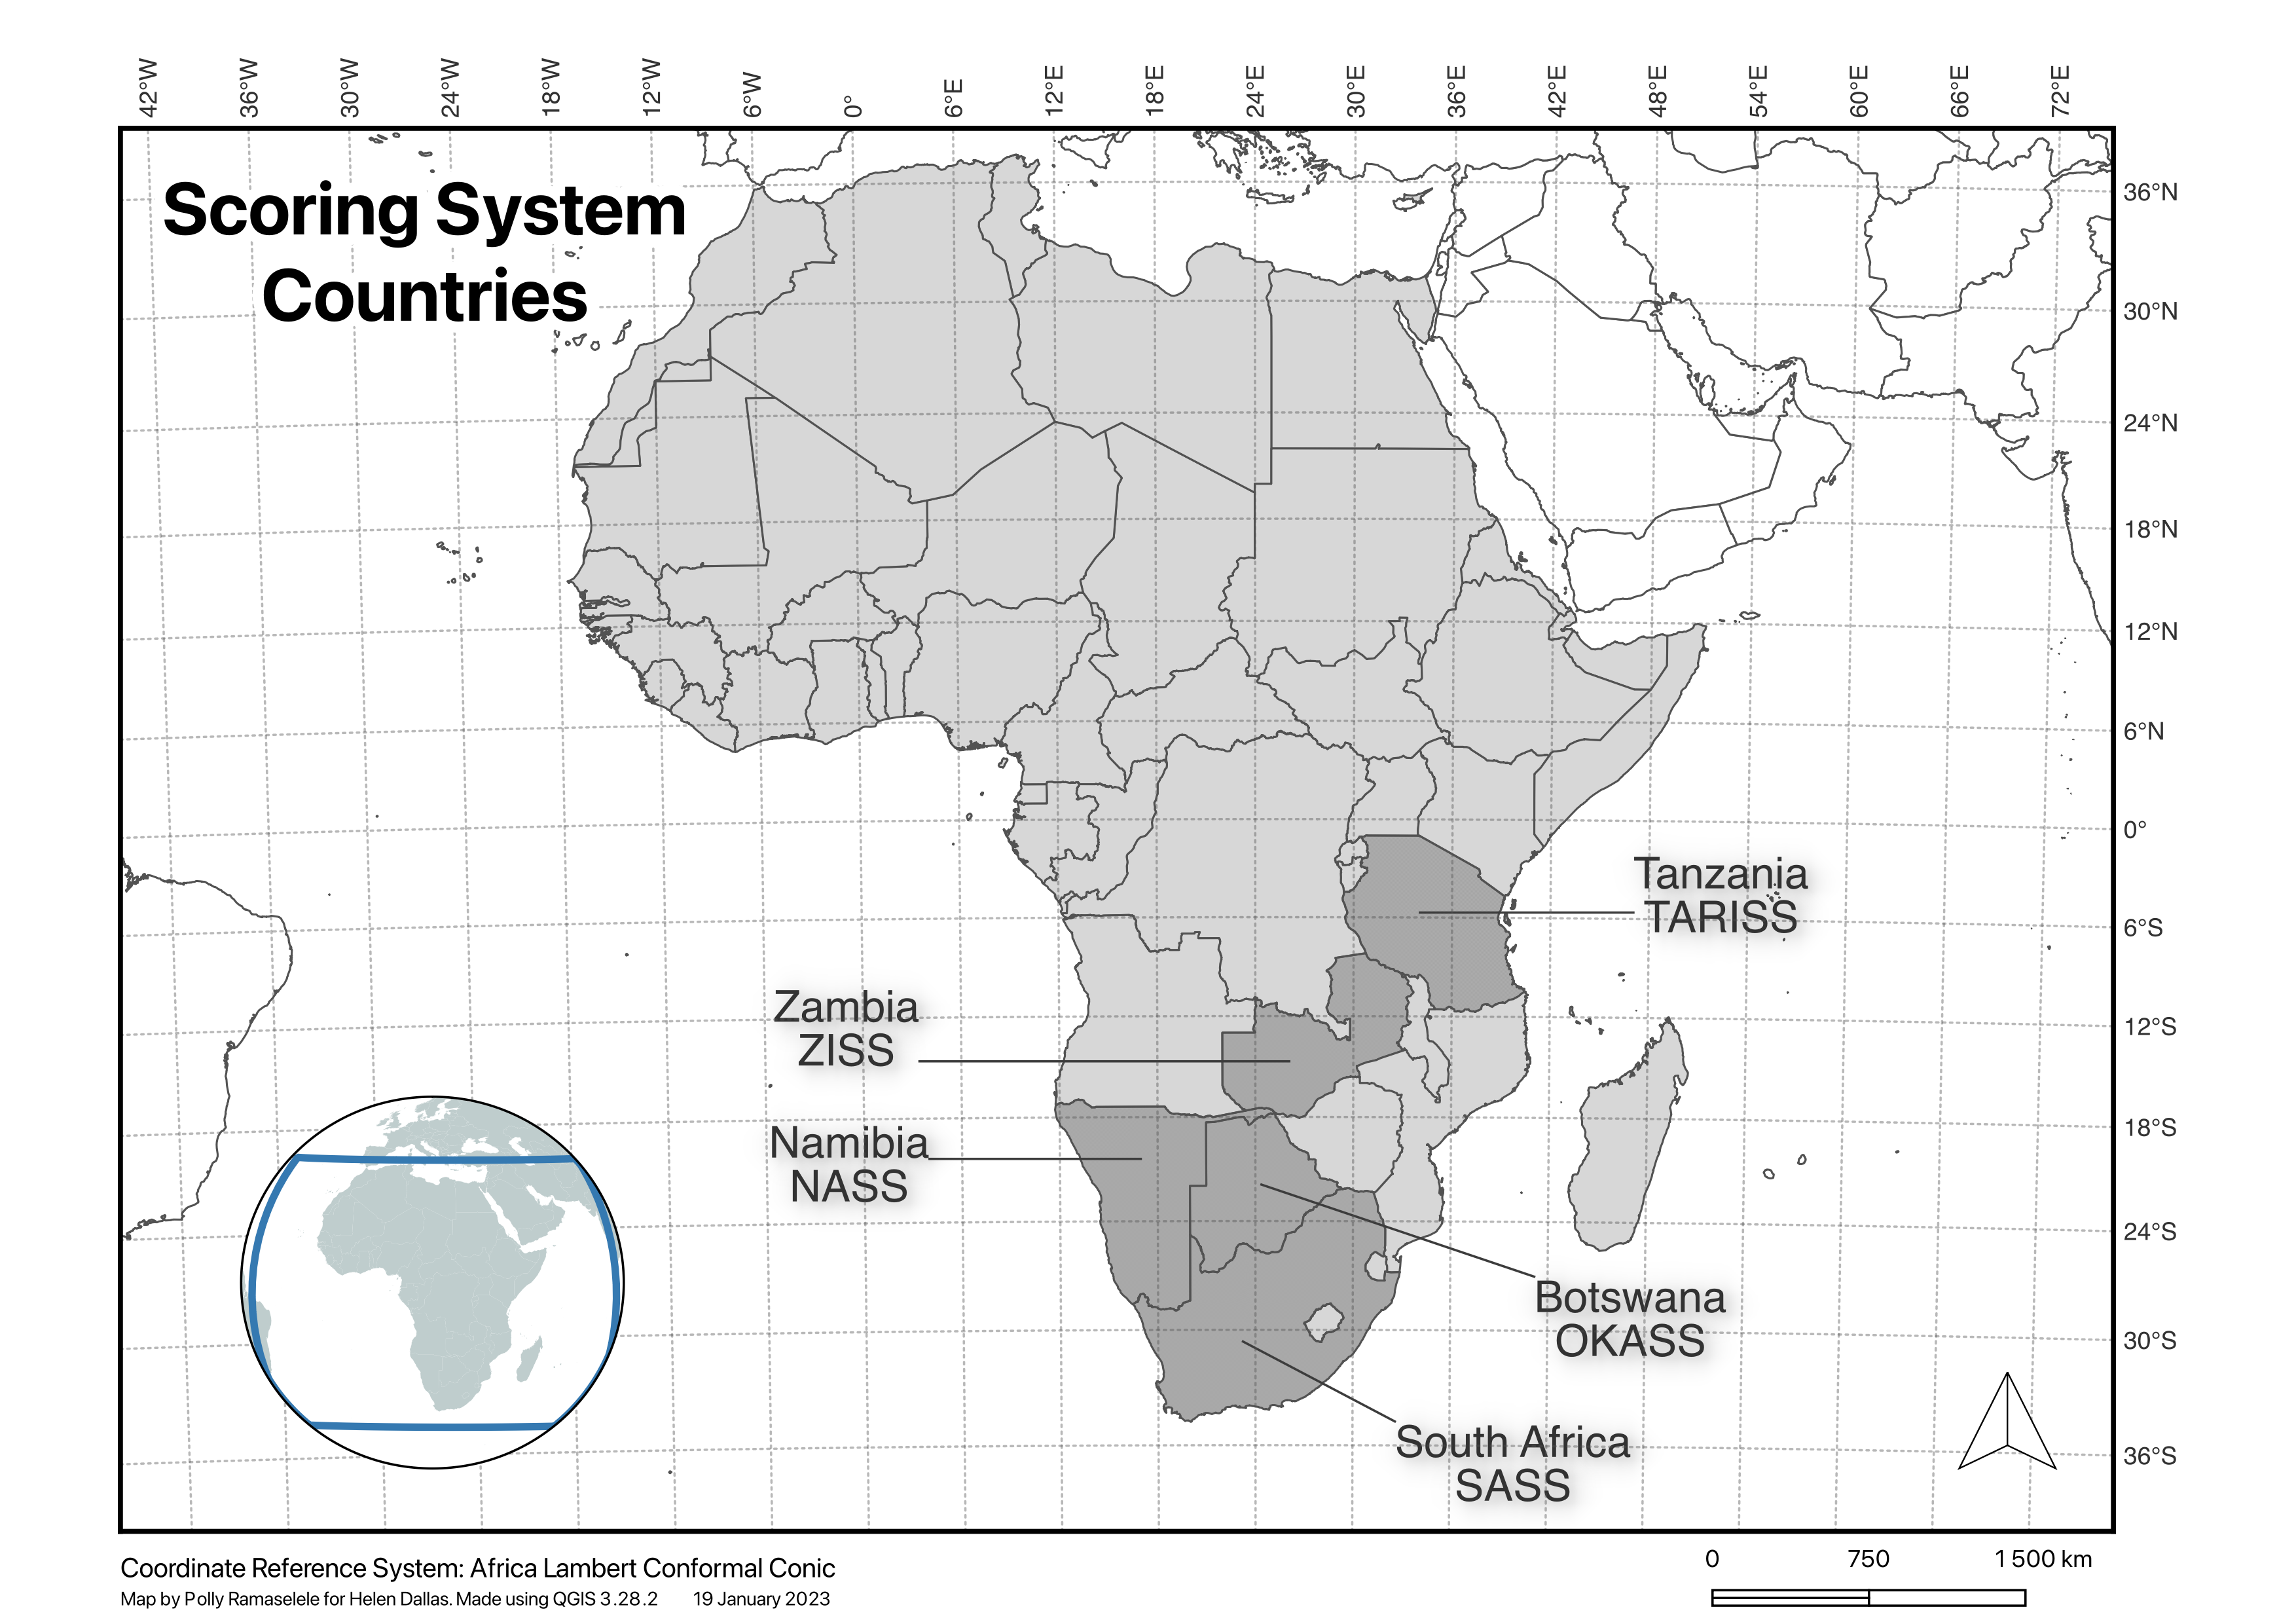 42°W 36°W 30°W 24°W 18°W 12°W 6°W 0° 6°E 12°E 18°E 24°E 30°E 36°E 42°E 48°E 54°E 60°E 66°E 72°E
Scoring System
Countries
36°N
30°N
24°N
18°N
12°N
6°N
0°
Tanzania
TARISS
6°S
Zambia
ZISS
12°S
Namibia
NASS
18°S
24°S
Botswana
OKASS
30°S
South Africa
SASS
36°S
Coordinate Reference System: Africa Lambert Conformal Conic
Map by Polly Ramaselele for Helen Dallas. Made using QGIS 3.28.2 19 January 2023
0 750 1 500 km